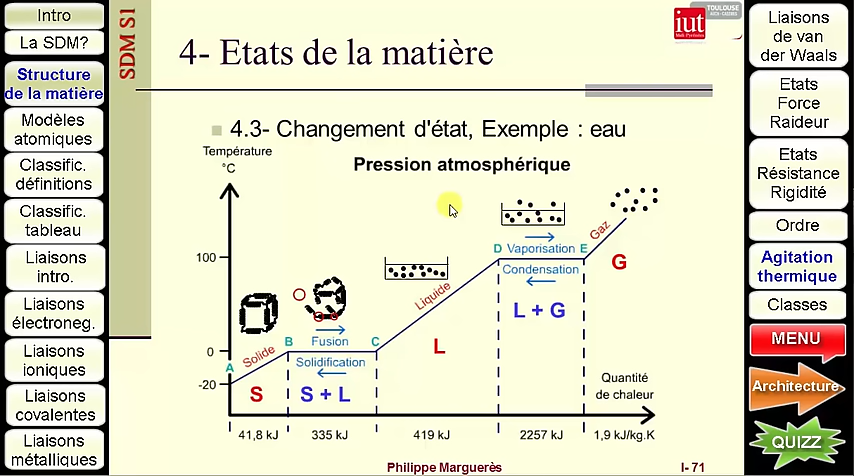 Intro
La SDM?
Structure
de la matière
Modèles
atomiques
Classific.
définitions
Classific.
tableau
Liaisons
intro.
Liaisons
électroneg.
Liaisons
ioniques
Liaisons
covalentes
Liaisons
métalliques
SDM S1
4- Etats de la matière
iut
TOULOUSE
4.3- Changement d'état, Exemple : eau
Température
°C
Pression atmosphérique
100
0
-20
A
Solide
B
Fusion
Solidification
C
Liquide
D
Vaporisation
Condensation
E
Gaz
S
S + L
L
L + G
G
Quantité
de chaleur
41,8 kJ
335 kJ
419 kJ
2257 kJ
1,9 kJ/kg.K
Philippe Marguerès
I- 71
Liaisons
de van
der Waals
Etats
Force
Raideur
Etats
Résistance
Rigidité
Ordre
Agitation
thermique
Classes
MENU
Architecture
QUIZZ